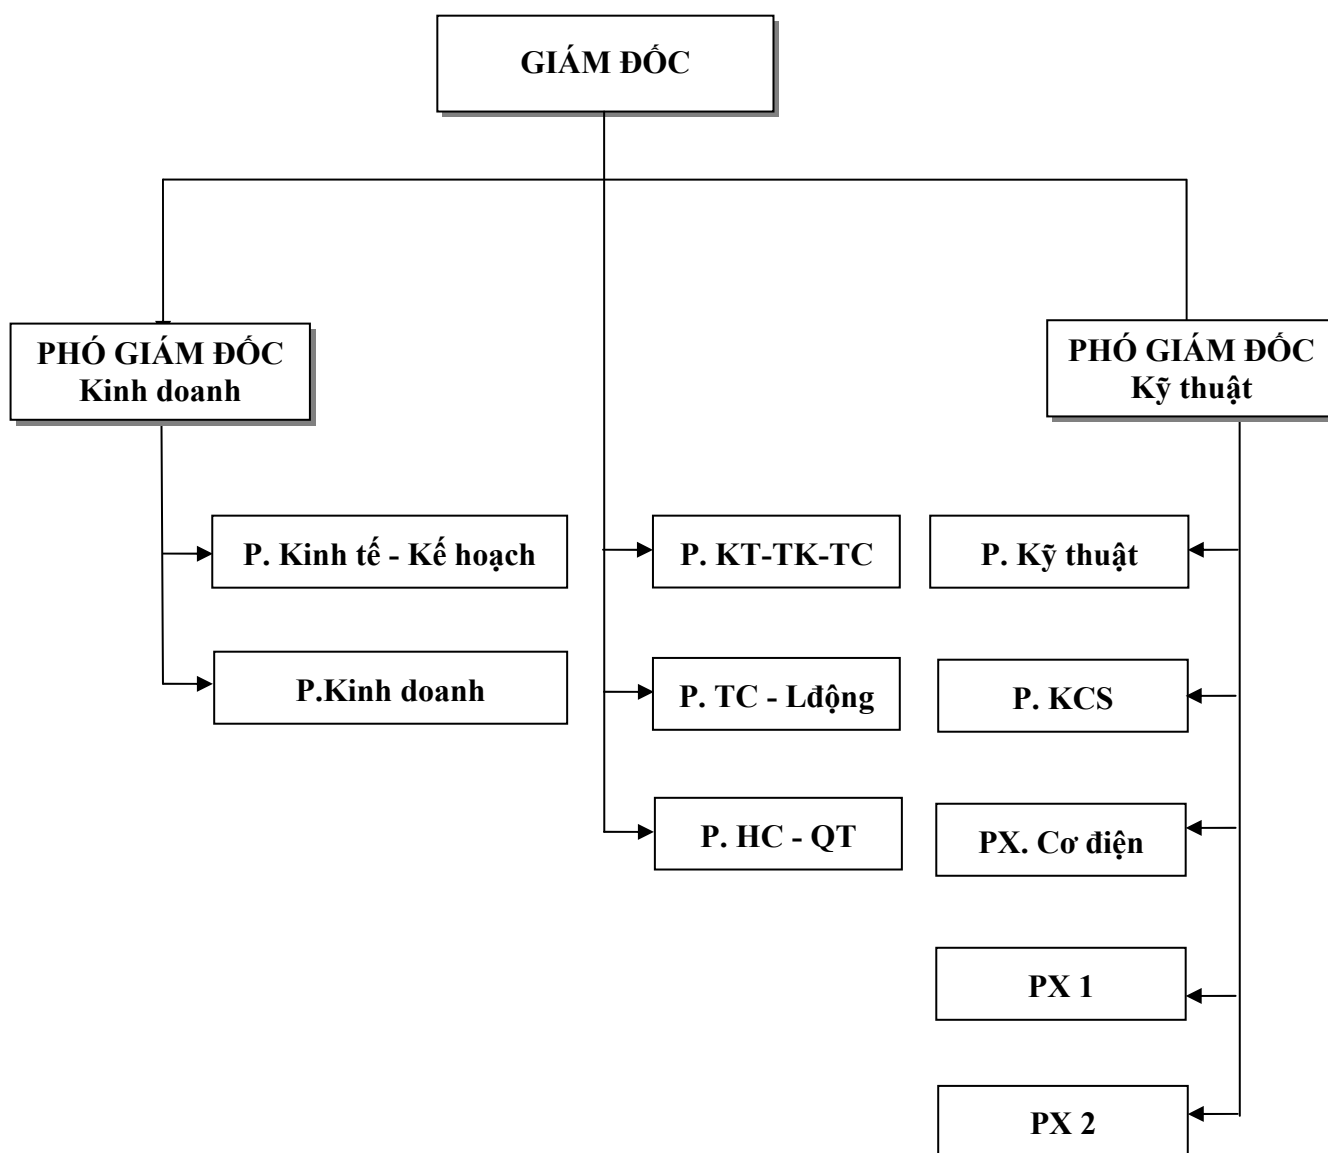 GIÁM ĐỐC
PHÓ GIÁM ĐỐC
Kinh doanh
PHÓ GIÁM ĐỐC
Kỹ thuật
P. Kinh tế - Kế hoạch
P. KT-TK-TC
P. Kỹ thuật
P.Kinh doanh
P. TC - Lđộng
P. KCS
P. HC - QT
PX. Cơ điện
PX 1
PX 2